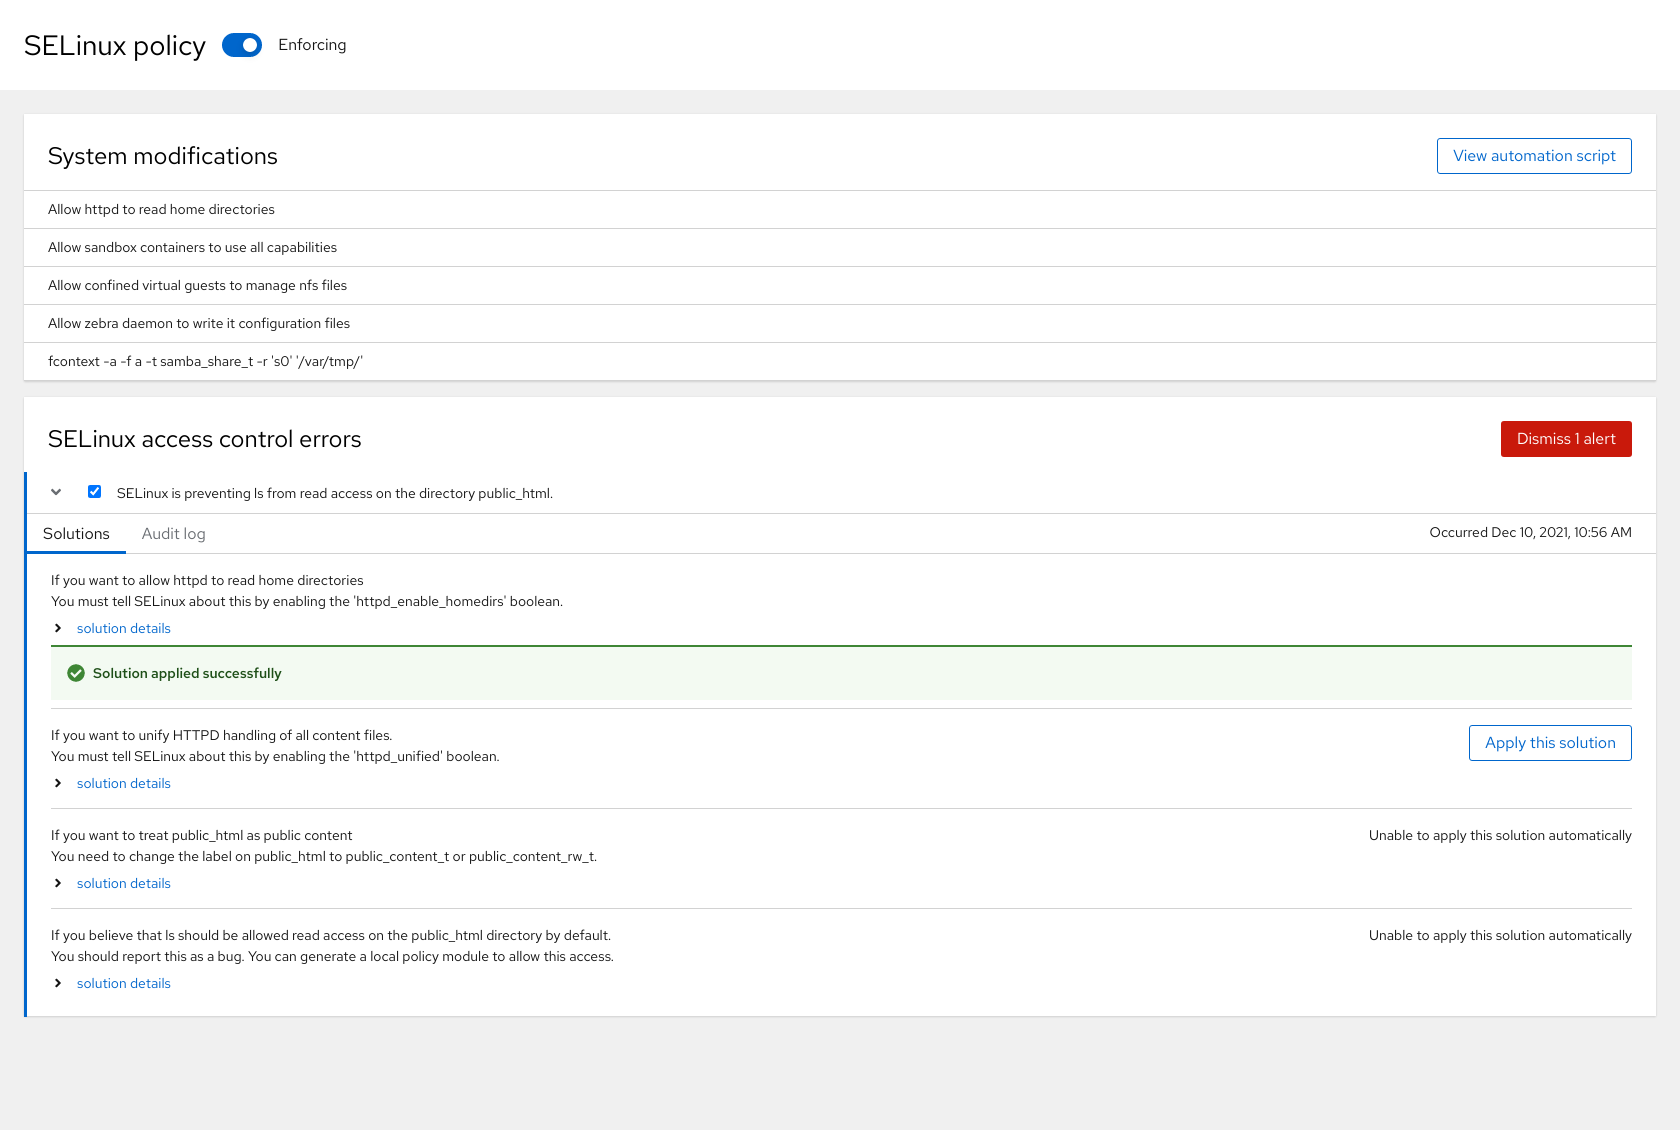 SELinux policy Enforcing
System modifications View automation script
Allow httpd to read home directories
Allow sandbox containers to use all capabilities
Allow confined virtual guests to manage nfs files
Allow zebra daemon to write it configuration files
fcontext -a -f a -t samba_share_t -r 's0' '/var/tmp/'
SELinux access control errors Dismiss 1 alert
SELinux is preventing ls from read access on the directory public_html.
Solutions Audit log Occurred Dec 10, 2021, 10:56 AM
If you want to allow httpd to read home directories
You must tell SELinux about this by enabling the 'httpd_enable_homedirs' boolean.
solution details
Solution applied successfully
If you want to unify HTTPD handling of all content files. Apply this solution
You must tell SELinux about this by enabling the 'httpd_unified' boolean.
solution details
If you want to treat public_html as public content Unable to apply this solution automatically
You need to change the label on public_html to public_content_t or public_content_rw_t.
solution details
If you believe that ls should be allowed read access on the public_html directory by default. Unable to apply this solution automatically
You should report this as a bug. You can generate a local policy module to allow this access.
solution details